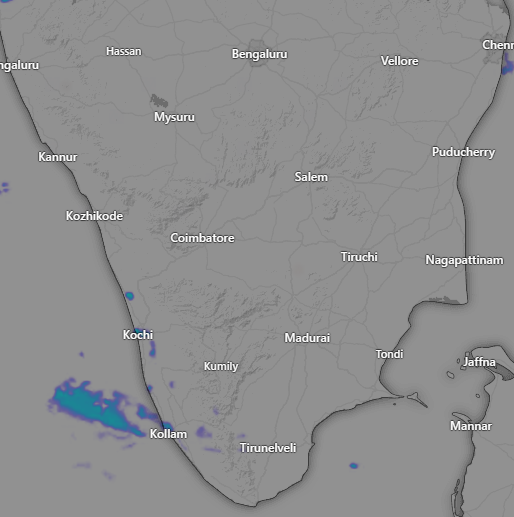 Hassan
Bengaluru
Chenn
ngaluru
Vellore
Mysuru
Kannur
Puducherry
Salem
Kozhikode
Coimbatore
Tiruchi
Nagapattinam
Kochi
Madurai
Tondi
Kumily
Jaffna
Kollam
Mannar
Tirunelveli